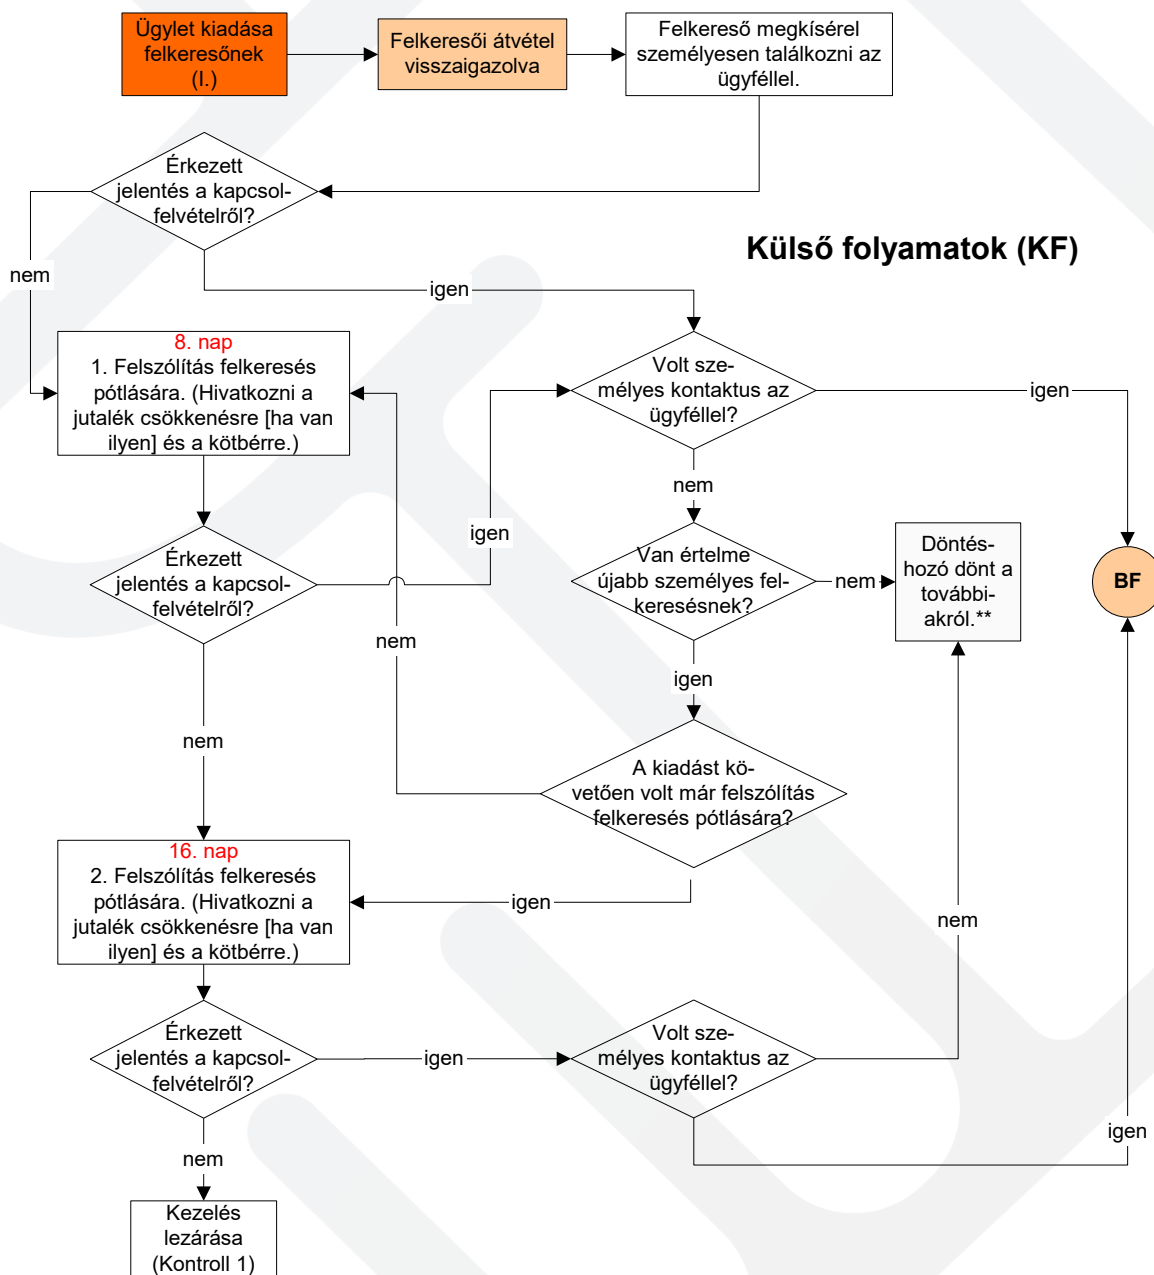 Ügylet kiadása
felkeresőnek
(I.)
Felkeresői átvétel
visszaigazolva
Felkereső megkísérel
személyesen találkozni az
ügyféllel.
Érkezett
jelentés a kapcsol-
felvételről?
Külső folyamatok (KF)
nem
igen
8. nap
1. Felszólítás felkeresés
pótlására. (Hivatkozni a
jutalék csökkenésre [ha van
ilyen] és a kötbérre.)
Volt sze-
mélyes kontaktus az
ügyféllel?
igen
nem
igen
Érkezett
jelentés a kapcsol-
felvételről?
Van értelme
újabb személyes fel-
keresésnek?
nem
Döntés-
hozó dönt a
további-
akról.**
BF
nem
igen
nem
A kiadást kö-
vetően volt már felszólítás
felkeresés pótlására?
16. nap
2. Felszólítás felkeresés
pótlására. (Hivatkozni a
jutalék csökkenésre [ha van
ilyen] és a kötbérre.)
igen
nem
Érkezett
jelentés a kapcsol-
felvételről?
igen
Volt sze-
mélyes kontaktus az
ügyféllel?
igen
nem
Kezelés
lezárása
(Kontroll 1)